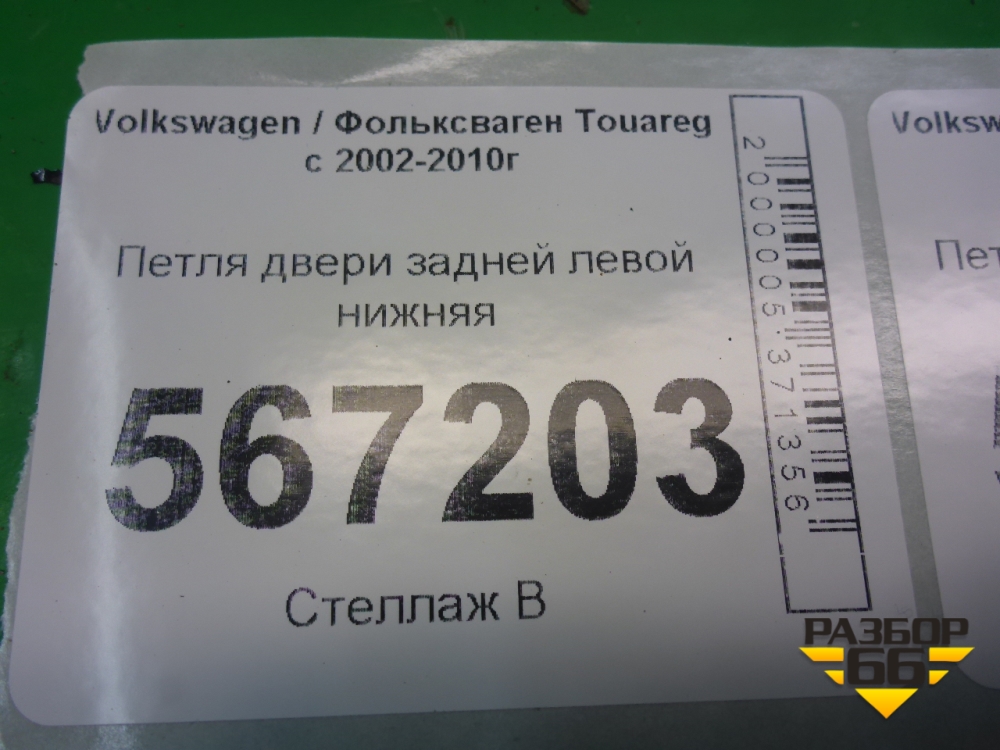 Volkswagen / Фольксваген Touareg
с 2002-2010г
Петля двери задней левой
нижняя
567203
Стеллаж В
2000005371356
Volksw
Пет
РАЗБОР
66